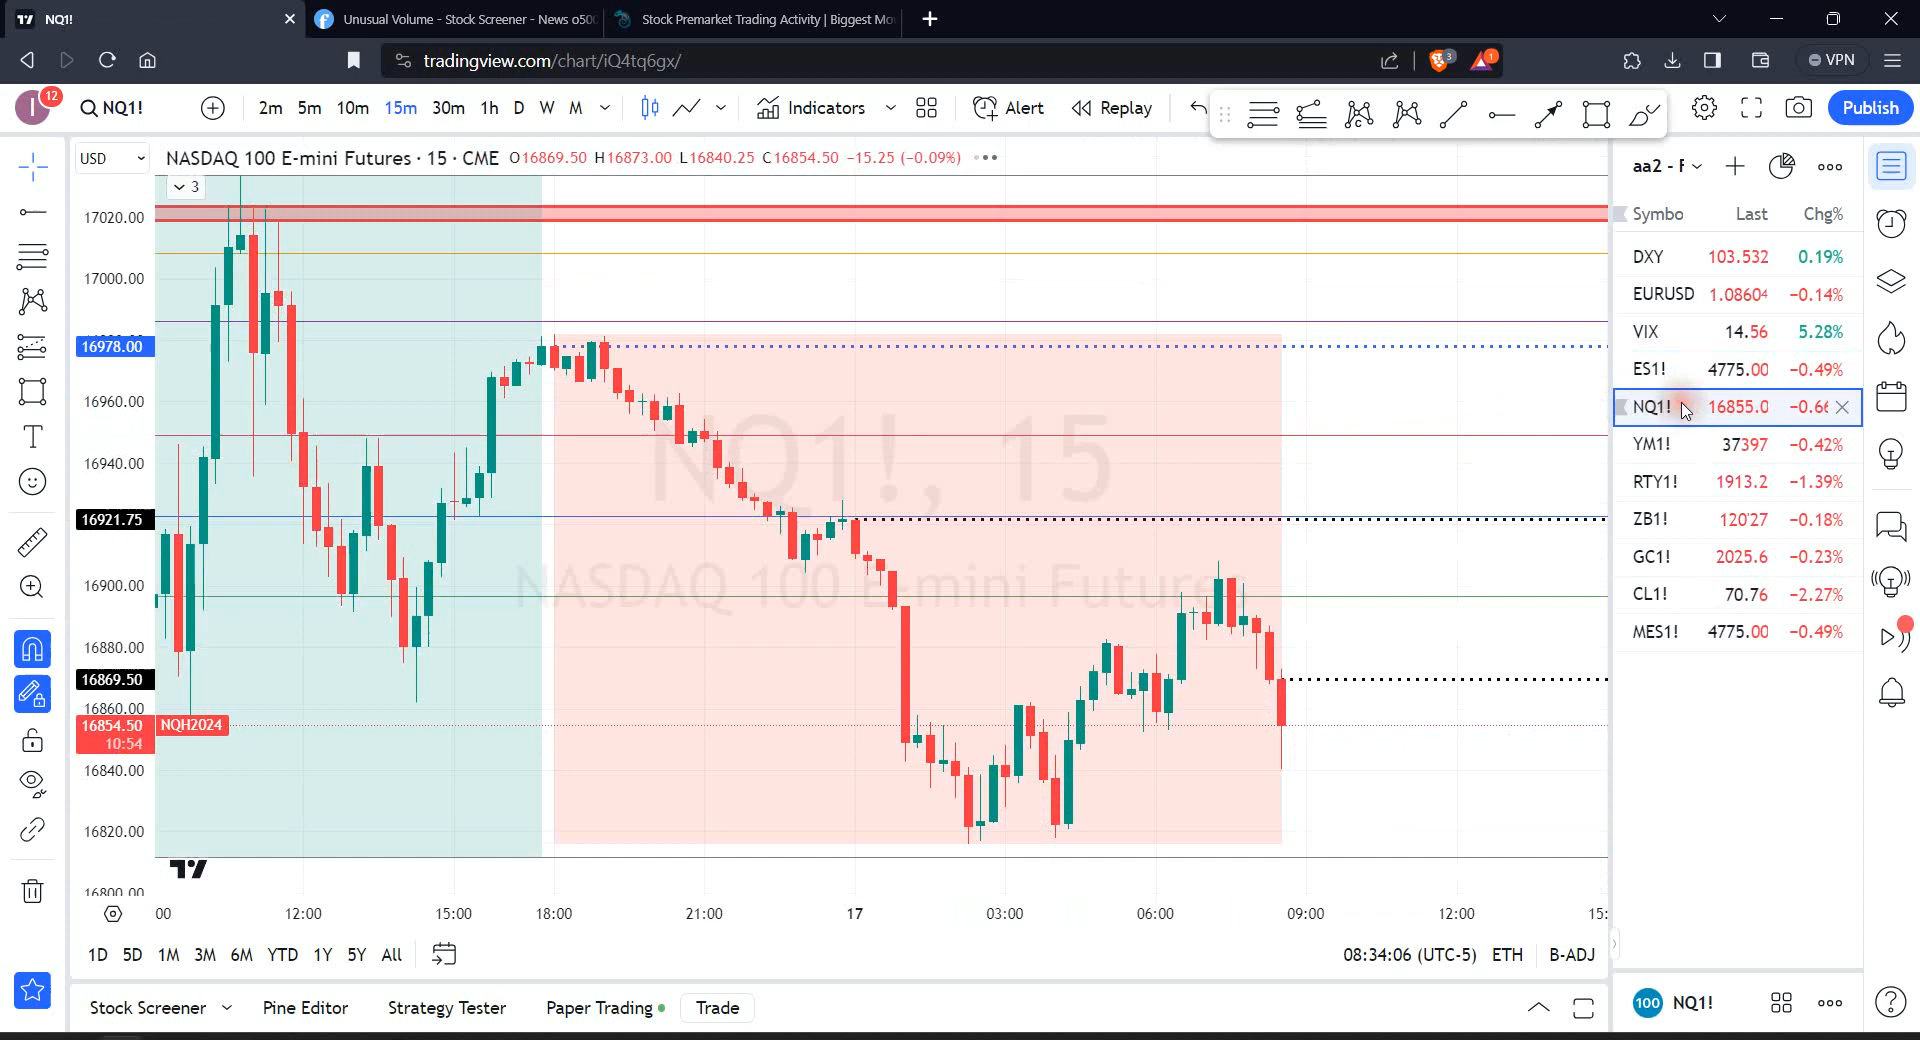 NQ1!
Unusual Volume - Stock Screener - News o50
Stock Premarket Trading Activity | Biggest Mo
tradingview.com/chart/iQ4tq6gx/
3
1
VPN
I
12
NQ1!
2m
5m
10m
15m
30m
1h
D
W
M
Indicators
Alert
Replay
Publish
USD
NASDAQ 100 E-mini Futures · 15 · CME O16869.50 H16873.00 L16840.25 C16854.50 −15.25 (−0.09%)
3
17020.00
17000.00
16978.00
16960.00
16940.00
16921.75
16900.00
16880.00
16869.50
16860.00
16854.50
10:54
NQH2024
16840.00
16820.00
16800.00
NQ1!, 15
NASDAQ 100 E-mini Futures
00
12:00
15:00
18:00
21:00
17
03:00
06:00
09:00
12:00
15:
1D
5D
1M
3M
6M
YTD
1Y
5Y
All
08:34:06 (UTC-5)
ETH
B-ADJ
Stock Screener
Pine Editor
Strategy Tester
Paper Trading
Trade
aa2 - F
Symbo Last Chg%
DXY 103.532 0.19%
EURUSD 1.08604 −0.14%
VIX 14.56 5.28%
ES1! 4775.00 −0.49%
NQ1! 16855.0 −0.66
YM1! 37397 −0.42%
RTY1! 1913.2 −1.39%
ZB1! 120'27 −0.18%
GC1! 2025.6 −0.23%
CL1! 70.76 −2.27%
MES1! 4775.00 −0.49%
100 NQ1!